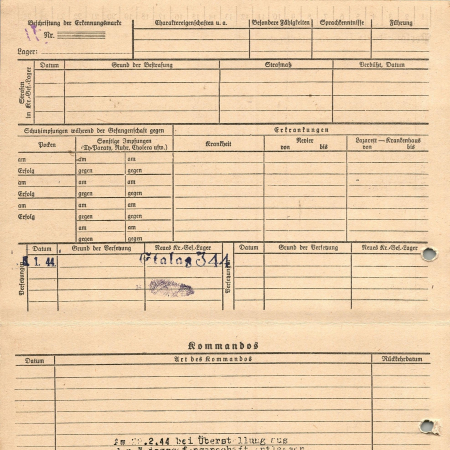 Beschriftung der Erkennungsmarke
Nr.
Lager:
Charaktereigenschaften u. a.
Besondere Fähigkeiten
Sprachkenntnisse
Führung
Strafen im Kr.-Gef.-Lager
Datum
Grund der Bestrafung
Strafmaß
Verbüßt, Datum
Schutzimpfungen während der Gefangenschaft gegen
Erkrankungen
Pocken
Sonstige Impfungen
(Ty-Paraty, Ruhr, Cholera usw.)
Krankheit
Revier
von bis
Lazarett — Krankenhaus
von bis
am am am
Erfolg gegen gegen
am am am
Erfolg gegen gegen
am am am
Erfolg gegen gegen
am am
gegen gegen
Versetzungen
Datum
Grund der Versetzung
Neues Kr.-Gef.-Lager
Versetzungen
Datum
Grund der Versetzung
Neues Kr.-Gef.-Lager
1. 44. Stalag 344
Kommandos
Datum
Art des Kommandos
Rückkehrdatum
2.44 bei Überstellung aus